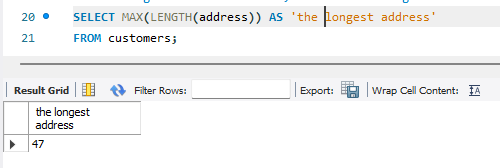 20 SELECT MAX(LENGTH(address)) AS 'the longest address'
21 FROM customers;
Result Grid Filter Rows: Export: Wrap Cell Content: IA
the longest
address
47